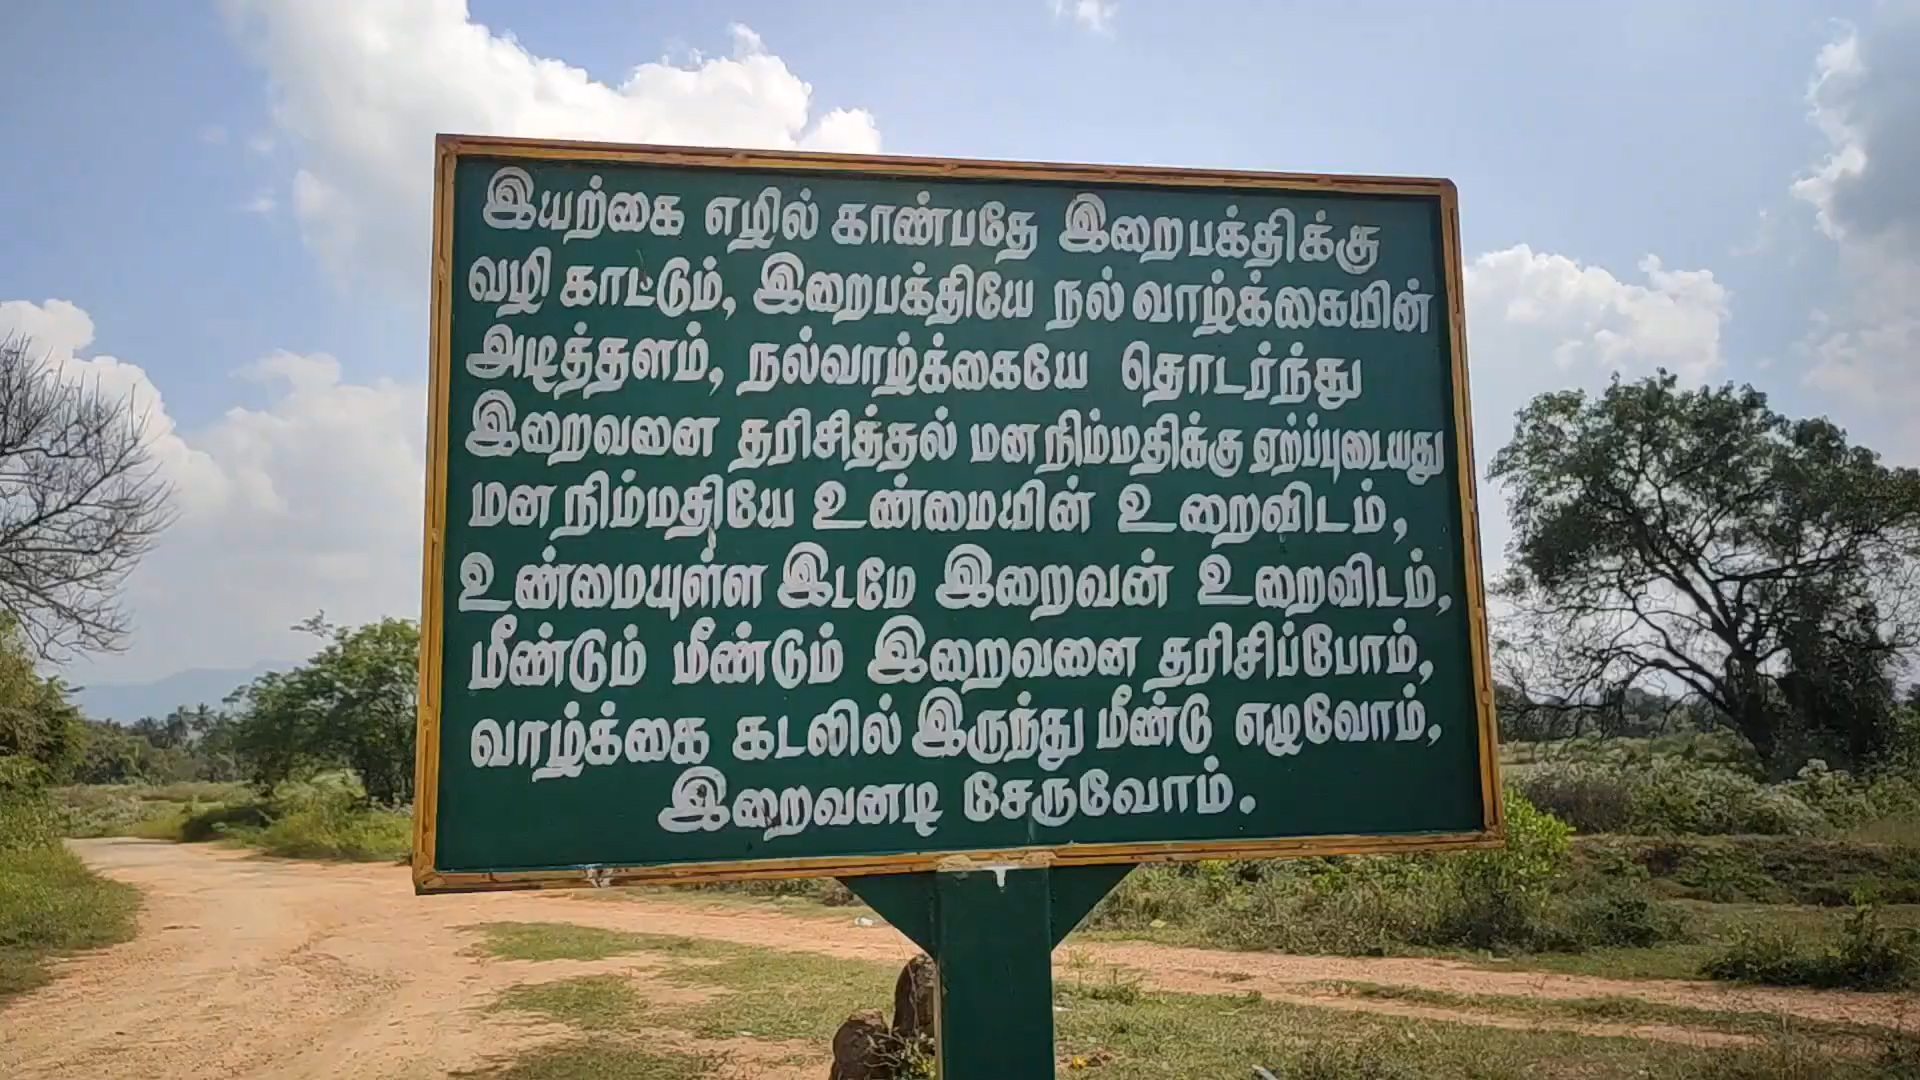 இயற்கை எழில் காண்பதே இறைபக்திக்கு
வழி காட்டும், இறைபக்தியே நல் வாழ்க்கையின்
அடித்தளம், நல்வாழ்க்கையே தொடர்ந்து
இறைவனை தரிசித்தல் மன நிம்மதிக்கு ஏற்ப்புடையது
மன நிம்மதியே உண்மையின் உறைவிடம்,
உண்மையுள்ள இடமே இறைவன் உறைவிடம்,
மீண்டும் மீண்டும் இறைவனை தரிசிப்போம்,
வாழ்க்கை கடலில் இருந்து மீண்டு எழுவோம்,
இறைவனடி சேருவோம்.